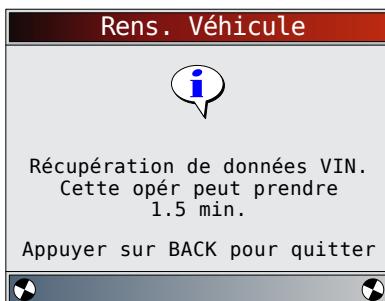 Rens. Véhicule
i
Récupération de données VIN.
Cette opér peut prendre
1.5 min.
Appuyer sur BACK pour quitter